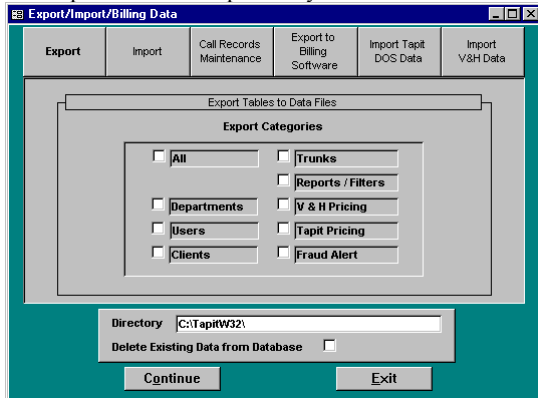 Export/Import/Billing Data
Export
Import
Call Records
Maintenance
Export to
Billing
Software
Import Tapit
DOS Data
Import
V&H Data
Export Tables to Data Files
Export Categories
All
Trunks
Reports / Filters
Departments
V & H Pricing
Users
Tapit Pricing
Clients
Fraud Alert
Directory C:\TapitW32\
Delete Existing Data from Database
Continue
Exit